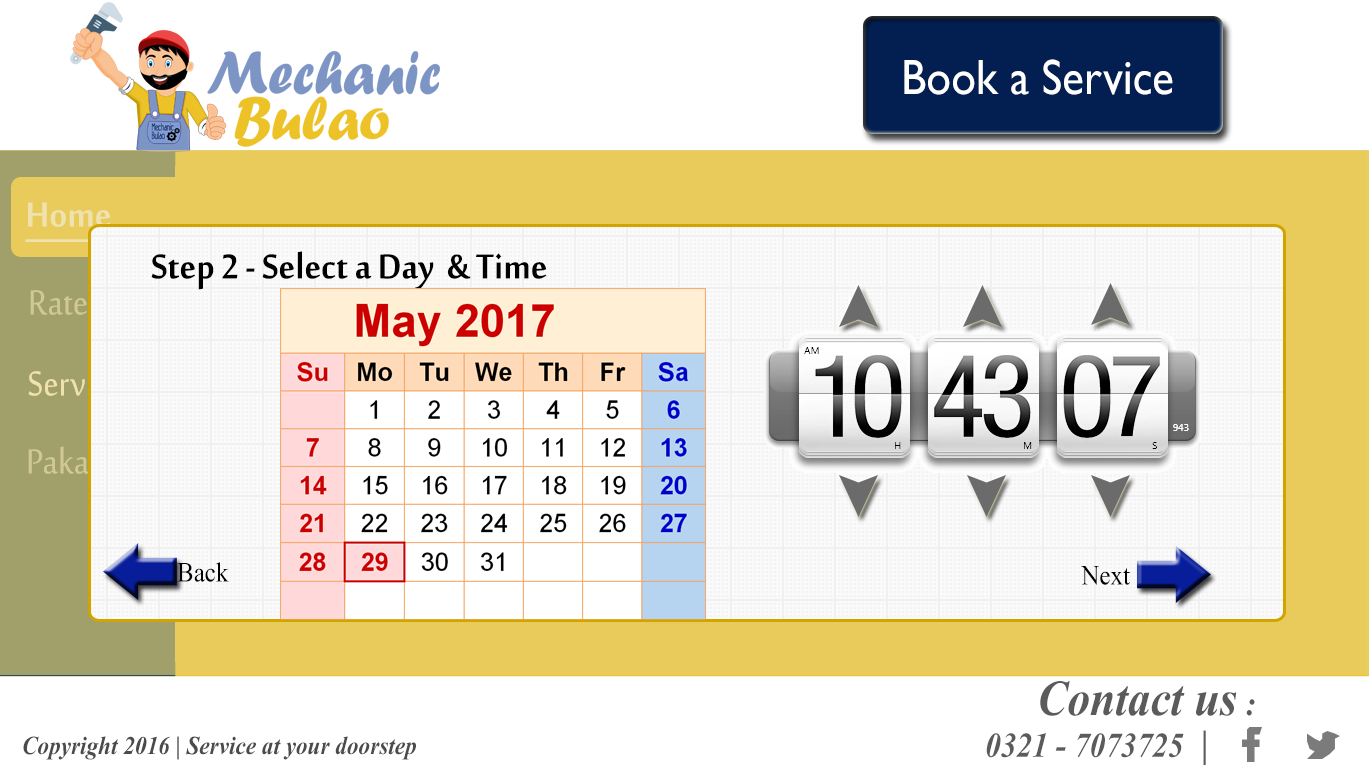 Mechanic
Bulao
Mechanic
Bulao
Book a Service
Home
Rate
Serv
Paka
Step 2 - Select a Day & Time
May 2017
Su Mo Tu We Th Fr Sa
1 2 3 4 5 6
7 8 9 10 11 12 13
14 15 16 17 18 19 20
21 22 23 24 25 26 27
28 29 30 31
AM
10 43 07
943
H M S
Back
Next
Contact us :
0321 - 7073725 |
Copyright 2016 | Service at your doorstep